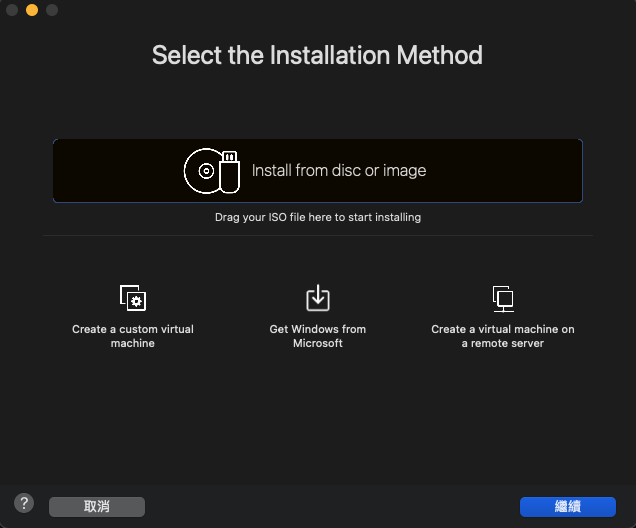 Select the Installation Method
Install from disc or image
Drag your ISO file here to start installing
Create a custom virtual
machine
Get Windows from
Microsoft
Create a virtual machine on
a remote server
?
取消
繼續